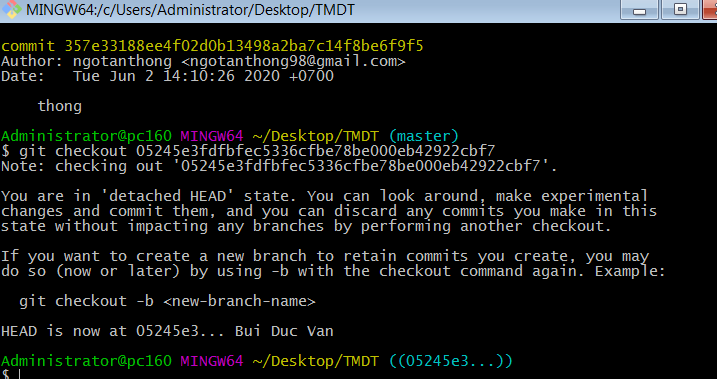 MINGW64:/c/Users/Administrator/Desktop/TMDT
commit 357e33188ee4f02d0b13498a2ba7c14f8be6f9f5
Author: ngotanthong <ngotanthong98@gmail.com>
Date:   Tue Jun 2 14:10:26 2020 +0700
    thong
Administrator@pc160 MINGW64 ~/Desktop/TMDT (master)
$ git checkout 05245e3fdfbfec5336cfbe78be000eb42922cbf7
Note: checking out '05245e3fdfbfec5336cfbe78be000eb42922cbf7'.
You are in 'detached HEAD' state. You can look around, make experimental
changes and commit them, and you can discard any commits you make in this
state without impacting any branches by performing another checkout.
If you want to create a new branch to retain commits you create, you may
do so (now or later) by using -b with the checkout command again. Example:
  git checkout -b <new-branch-name>
HEAD is now at 05245e3... Bui Duc Van
Administrator@pc160 MINGW64 ~/Desktop/TMDT ((05245e3...))
$